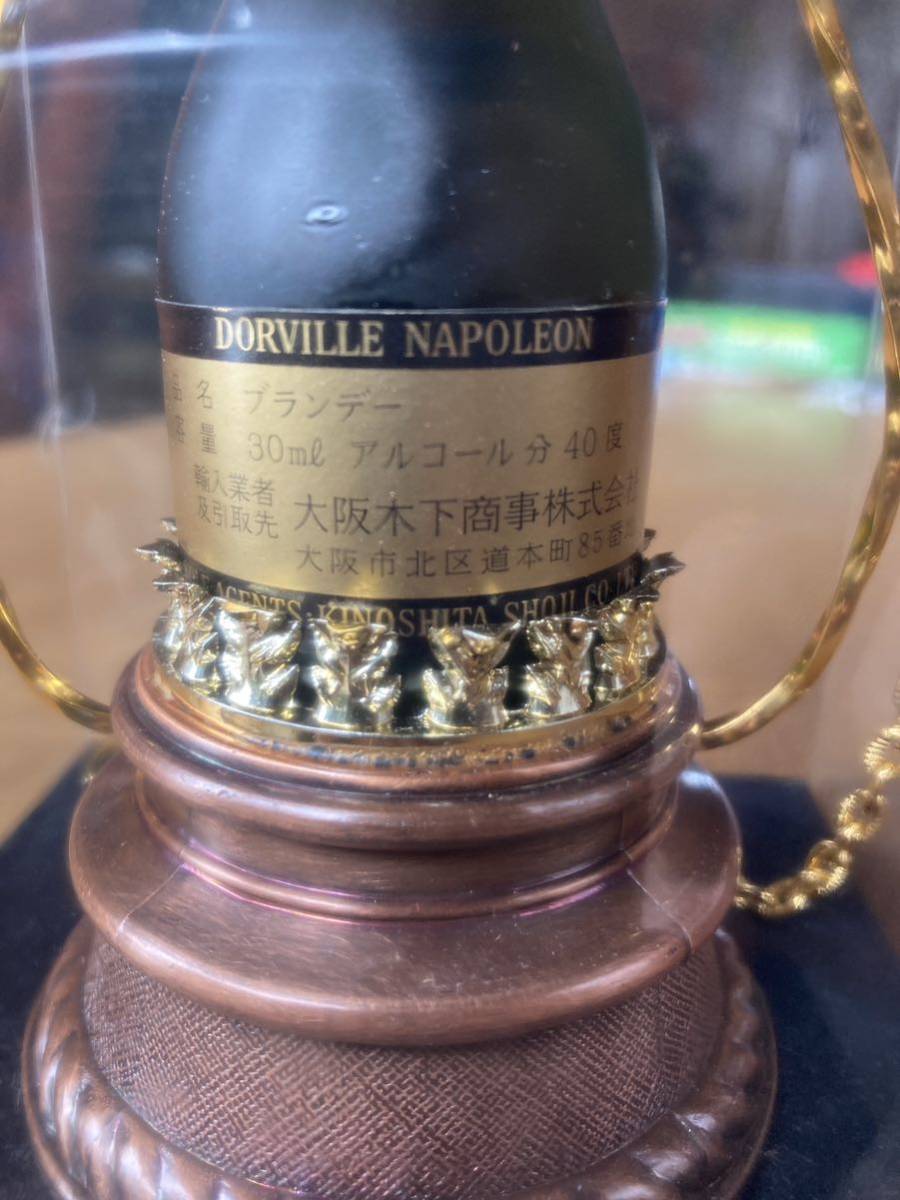 DORVILLE NAPOLEON
品名 ブランデー
容量 30ml アルコール分40度
輸入業者
及引取先 大阪木下商事株式会社
大阪市北区道本町85番
AGENTS: KINOSHITA SHOJI CO.